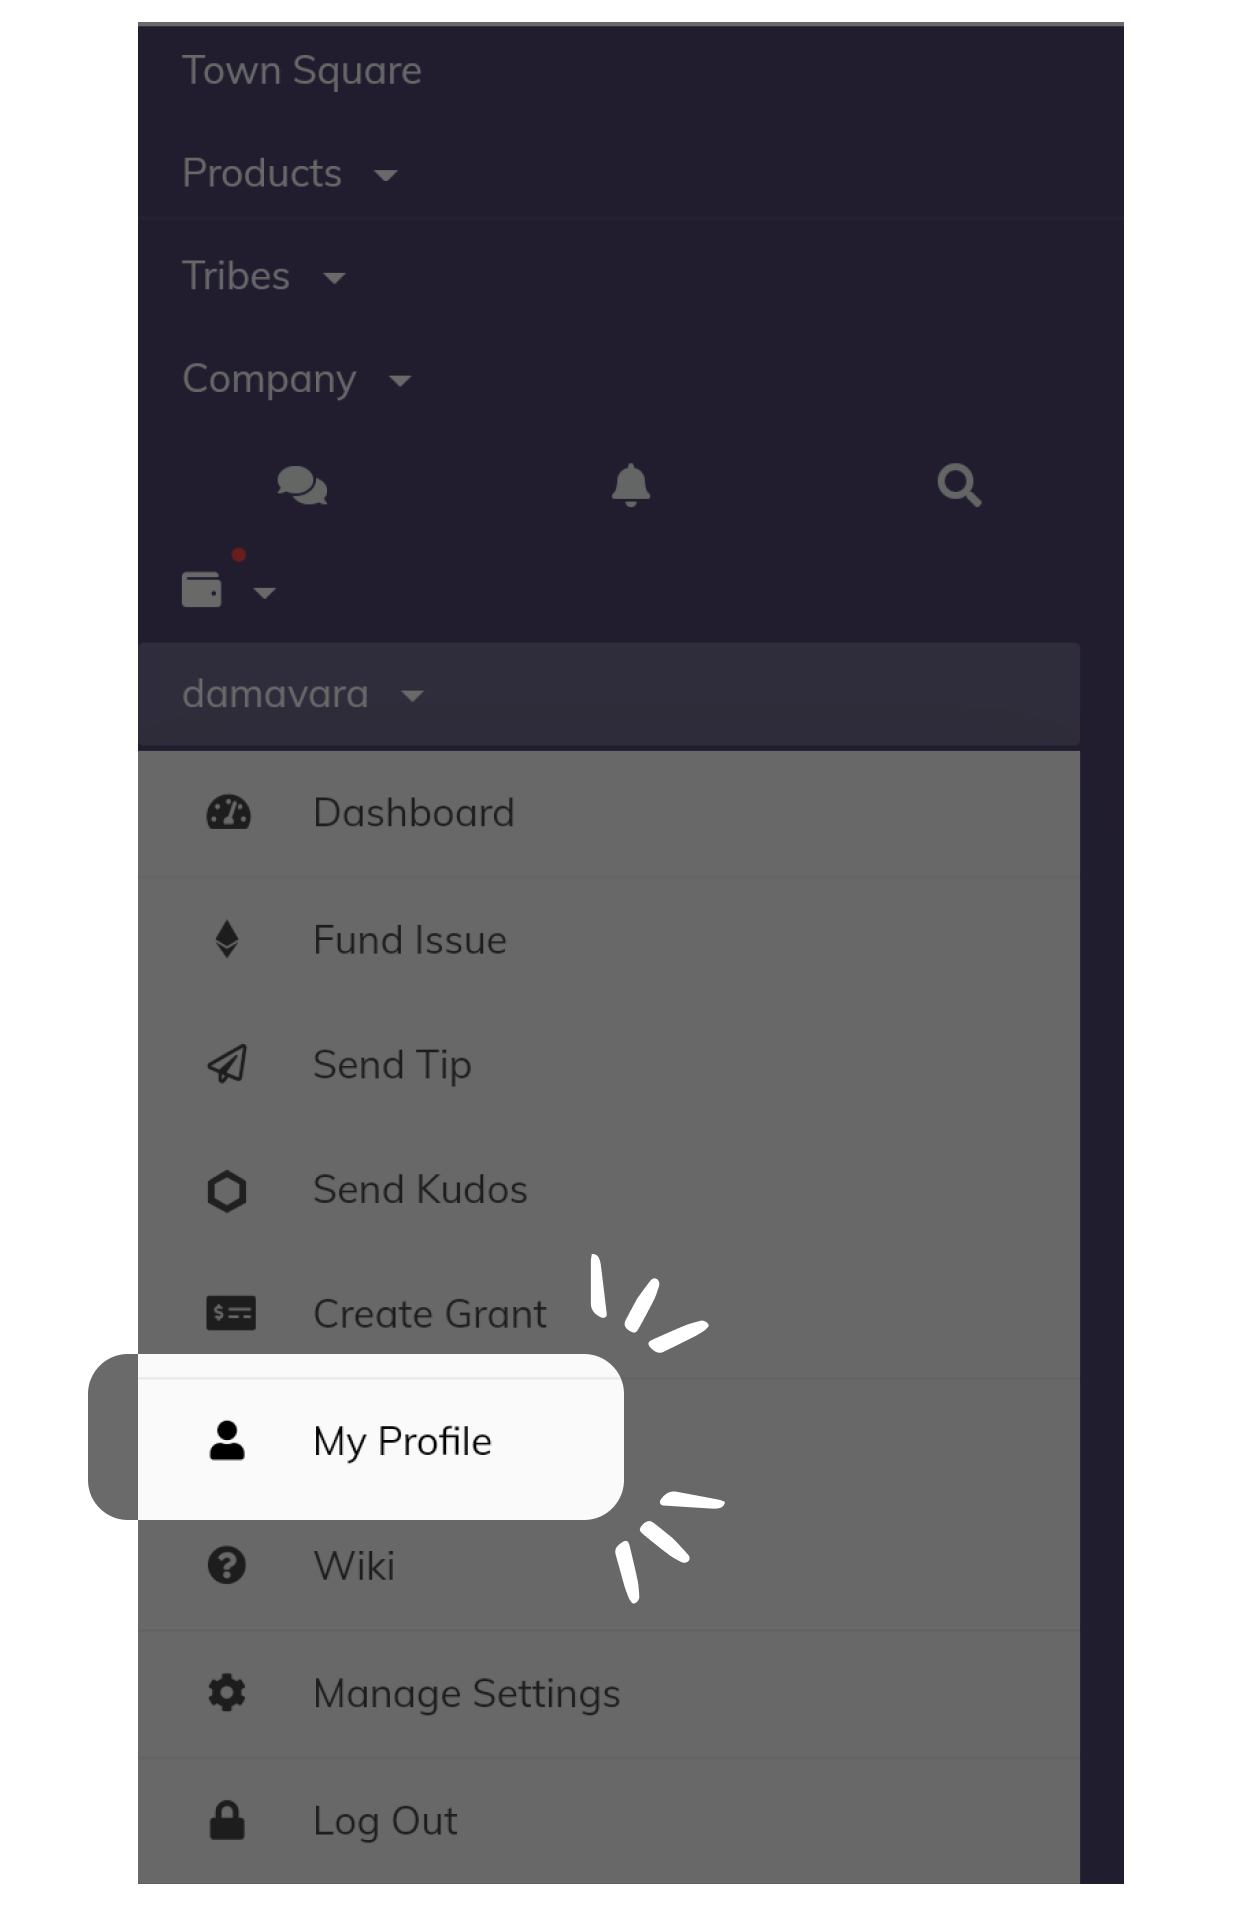 Town Square
Products
Tribes
Company
damavara
Dashboard
Fund Issue
Send Tip
Send Kudos
Create Grant
My Profile
Wiki
Manage Settings
Log Out